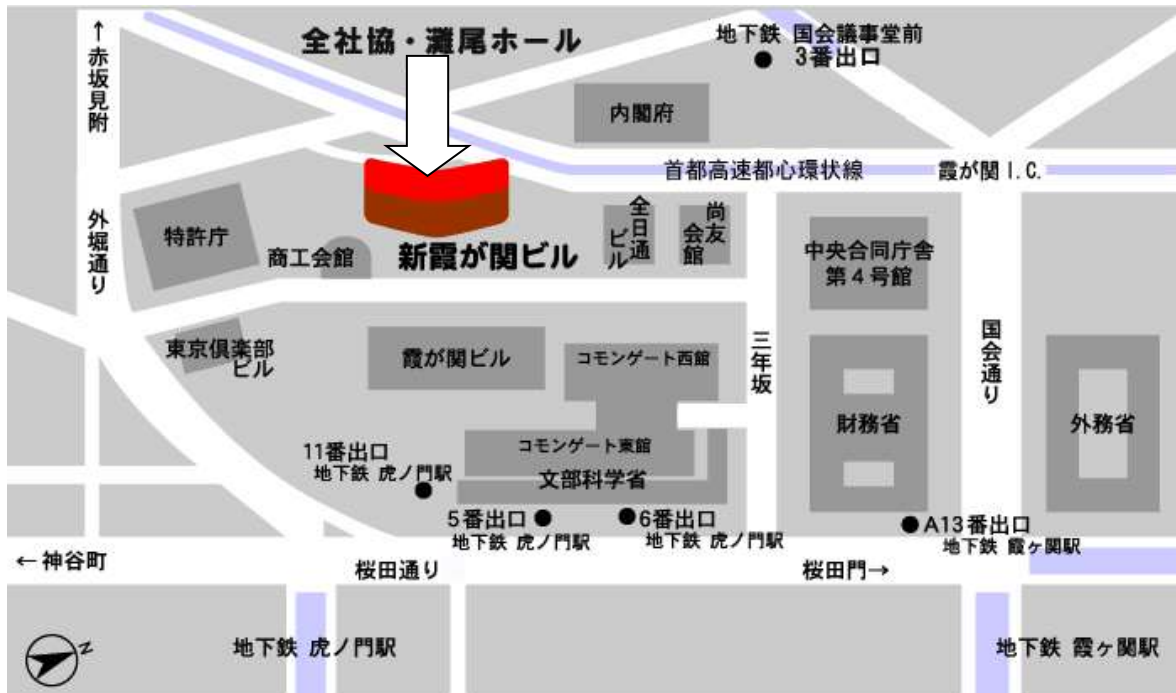 全社協・灘尾ホール
地下鉄 国会議事堂前
3番出口
↑赤坂見附
内閣府
首都高速都心環状線
霞が関 I.C.
外堀通り
特許庁
商工会館
新霞が関ビル
全日通
ビル
尚友
会館
中央合同庁舎
第4号館
東京倶楽部
ビル
霞が関ビル
コモンゲート西館
三年坂
国会通り
財務省
外務省
コモンゲート東館
文部科学省
11番出口
地下鉄 虎ノ門駅
5番出口
地下鉄 虎ノ門駅
6番出口
地下鉄 虎ノ門駅
A13番出口
地下鉄 霞ヶ関駅
←神谷町
桜田通り
桜田門→
地下鉄 虎ノ門駅
地下鉄 霞ヶ関駅
N